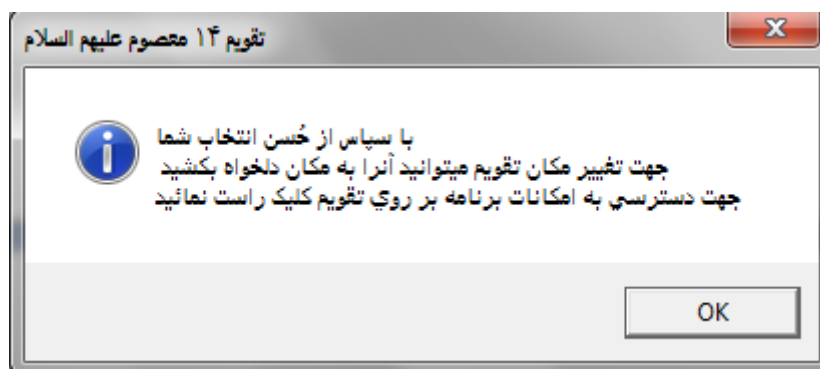 تقویم ۱۴ معصوم علیهم السلام
با سپاس از حُسن انتخاب شما
جهت تغییر مکان تقویم میتوانید آنرا به مکان دلخواه بکشید
جهت دسترسي به امکانات برنامه بر روي تقویم کلیک راست نمائید
OK